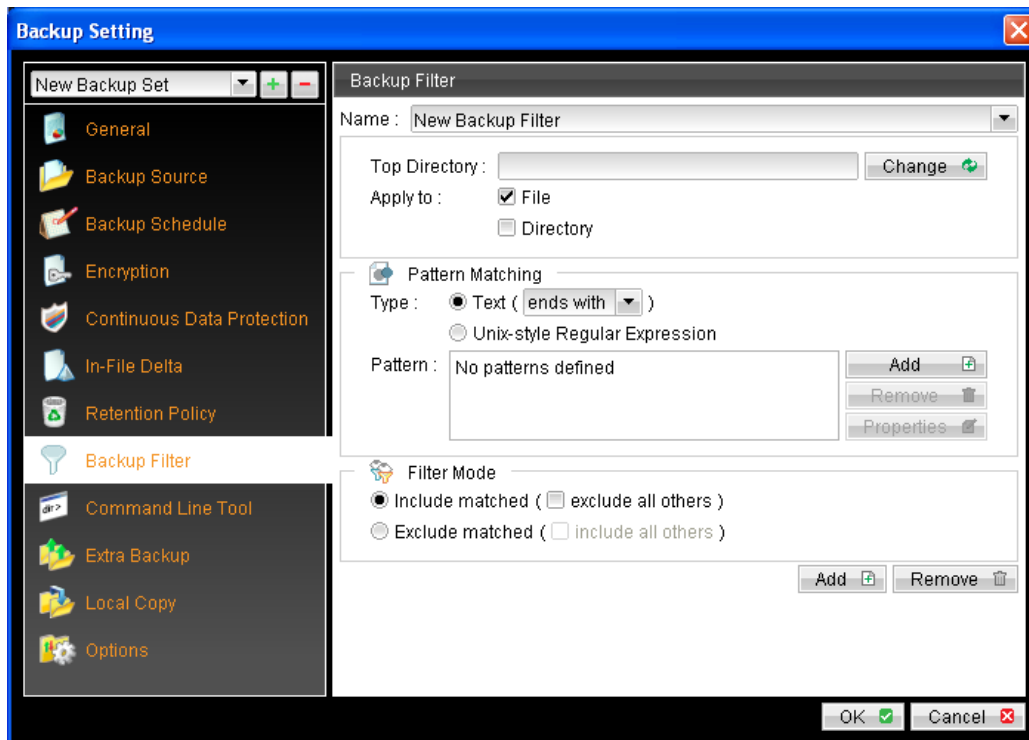 Backup Setting
New Backup Set
General
Backup Source
Backup Schedule
Encryption
Continuous Data Protection
In-File Delta
Retention Policy
Backup Filter
dir>
Command Line Tool
Extra Backup
Local Copy
Options
Backup Filter
Name : New Backup Filter
Top Directory : Change
Apply to : File
Directory
Pattern Matching
Type : Text ( ends with )
Unix-style Regular Expression
Pattern : No patterns defined
Add
Remove
Properties
Filter Mode
Include matched ( exclude all others )
Exclude matched ( include all others )
Add Remove
OK Cancel